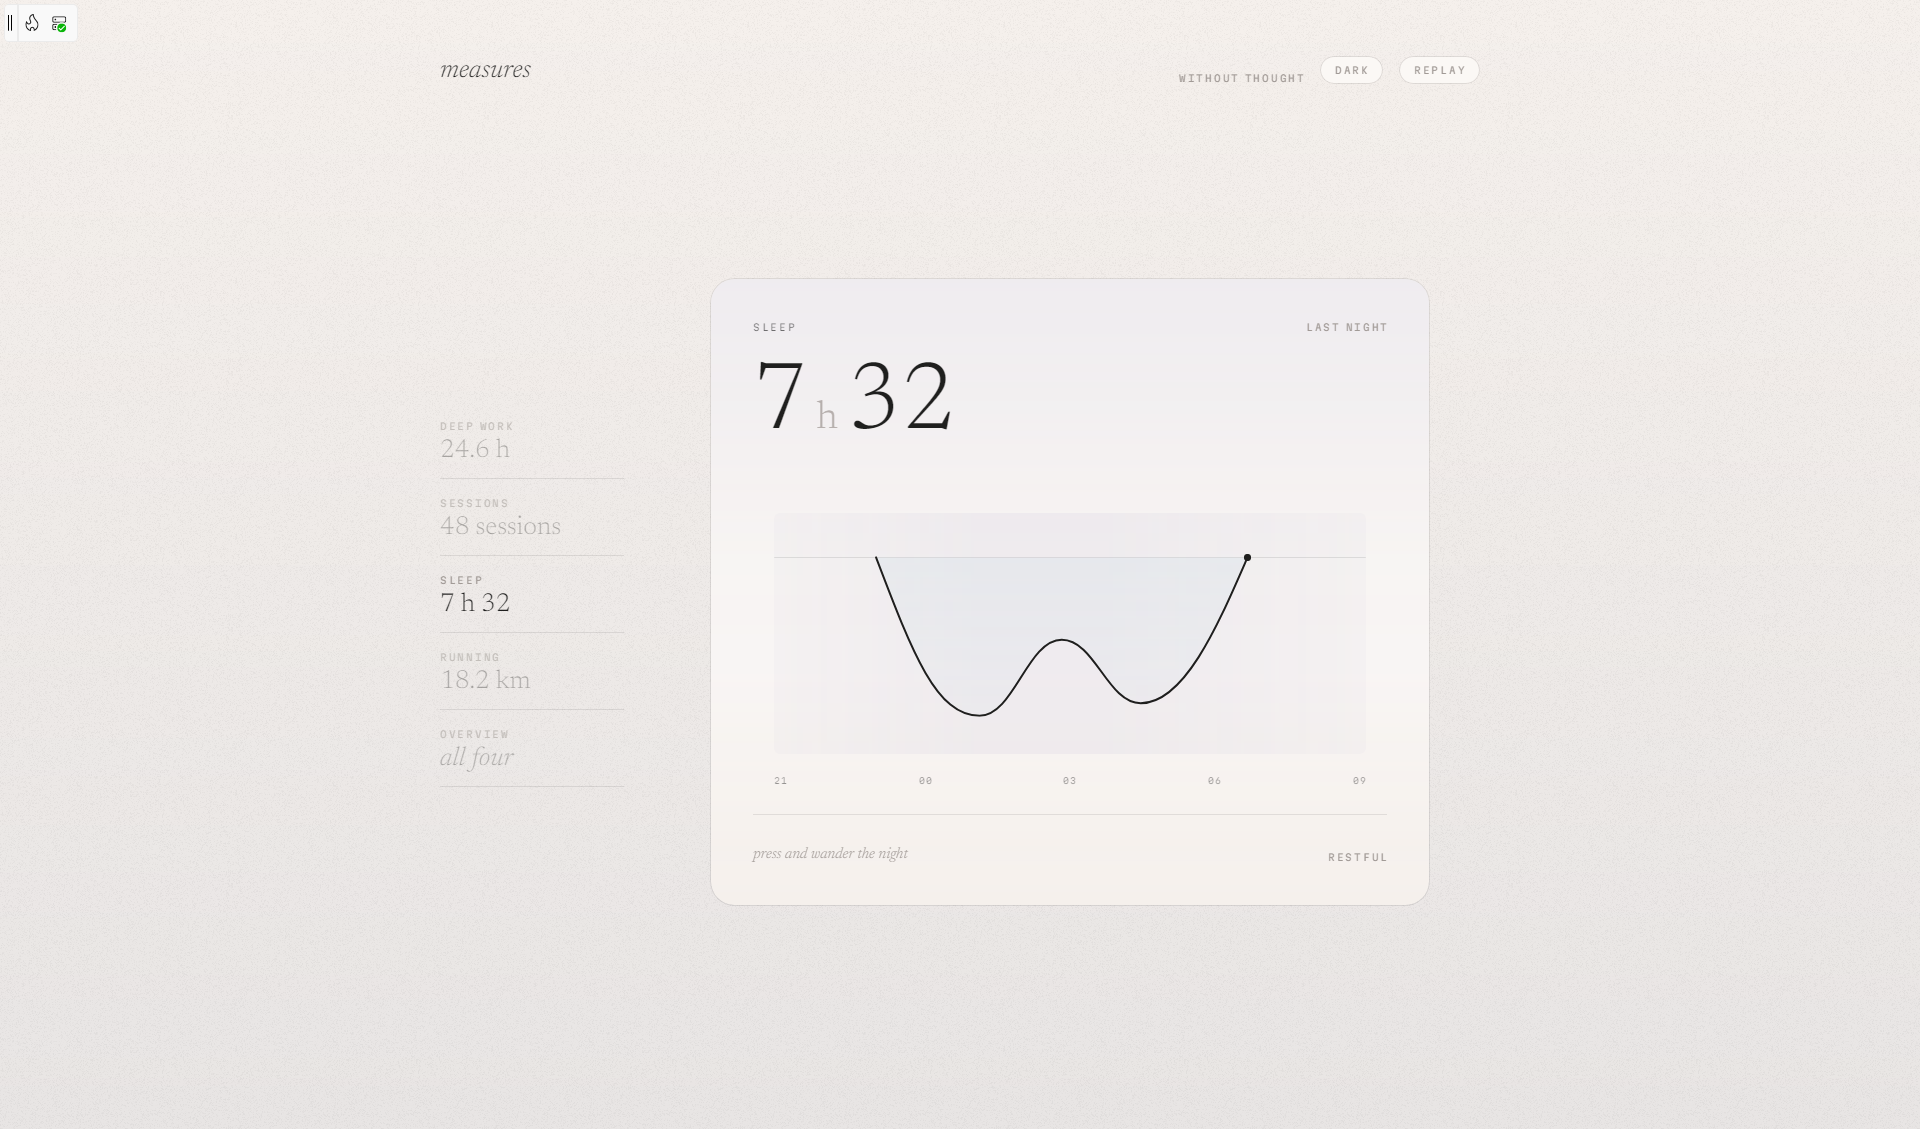 measures
WITHOUT THOUGHT
DARK
REPLAY
DEEP WORK
24.6 h
SESSIONS
48 sessions
SLEEP
7 h 32
RUNNING
18.2 km
OVERVIEW
all four
SLEEP
LAST NIGHT
7 h 32
21 00 03 06 09
press and wander the night
RESTFUL